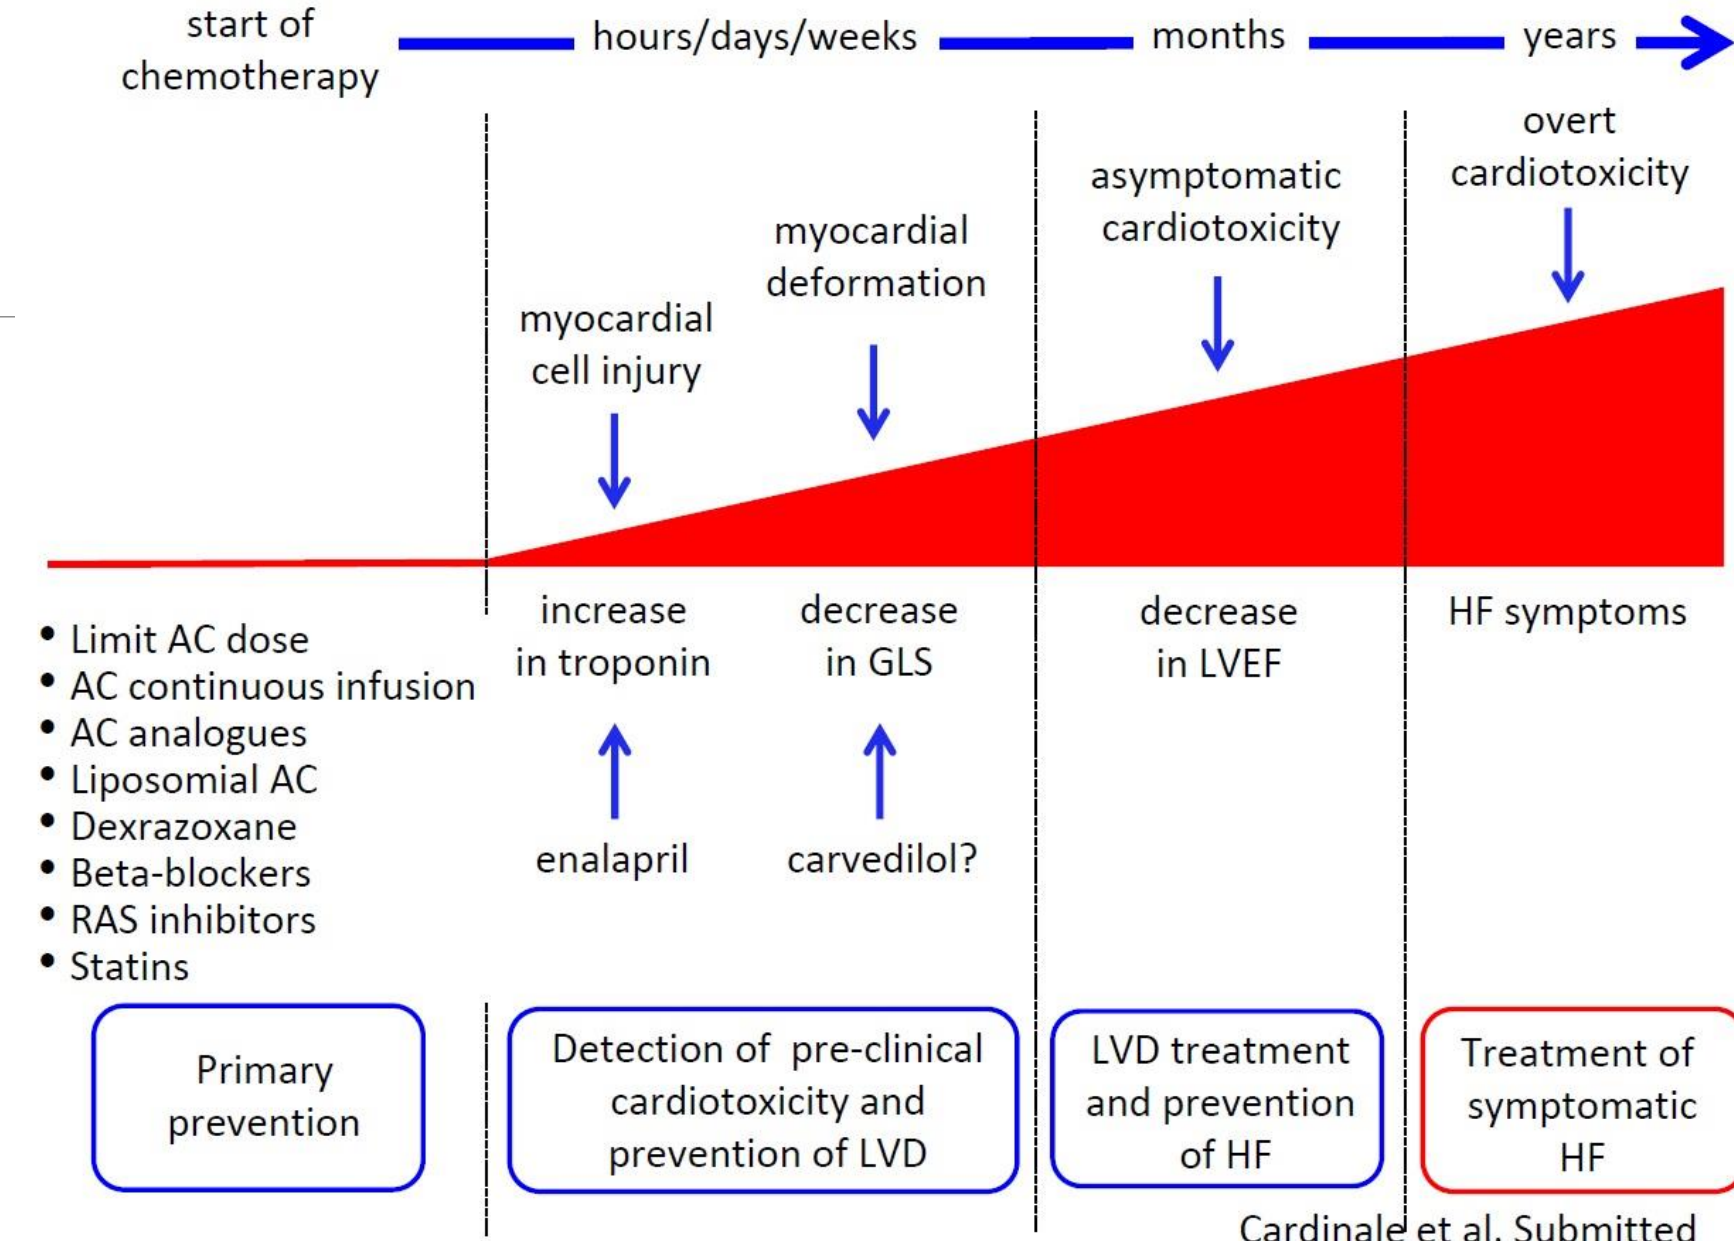 start of
chemotherapy
hours/days/weeks
months
years
myocardial
cell injury
myocardial
deformation
asymptomatic
cardiotoxicity
overt
cardiotoxicity
• Limit AC dose
• AC continuous infusion
• AC analogues
• Liposomial AC
• Dexrazoxane
• Beta-blockers
• RAS inhibitors
• Statins
increase
in troponin
decrease
in GLS
decrease
in LVEF
HF symptoms
enalapril
carvedilol?
Primary
prevention
Detection of pre-clinical
cardiotoxicity and
prevention of LVD
LVD treatment
and prevention
of HF
Treatment of
symptomatic
HF
Cardinale et al. Submitted